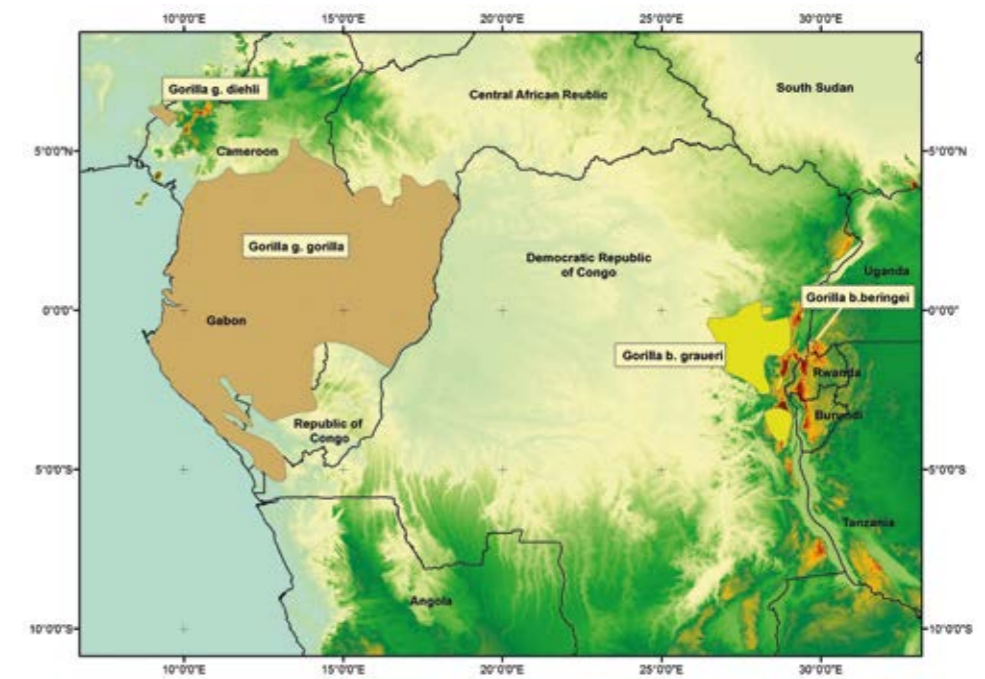 10°0'0"E 15°0'0"E 20°0'0"E 25°0'0"E 30°0'0"E
Gorilla g. diehli
Central African Reublic
South Sudan
5°0'0"N
Cameroon
5°0'0"N
Gorilla g. gorilla
Democratic Republic
of Congo
Uganda
Gorilla b.beringei
0°0'0"
Gabon
0°0'0"
Gorilla b. graueri
Rwanda
Republic of
Congo
Burundi
5°0'0"S
5°0'0"S
Tanzania
Angola
10°0'0"S
10°0'0"S
10°0'0"E 15°0'0"E 20°0'0"E 25°0'0"E 30°0'0"E